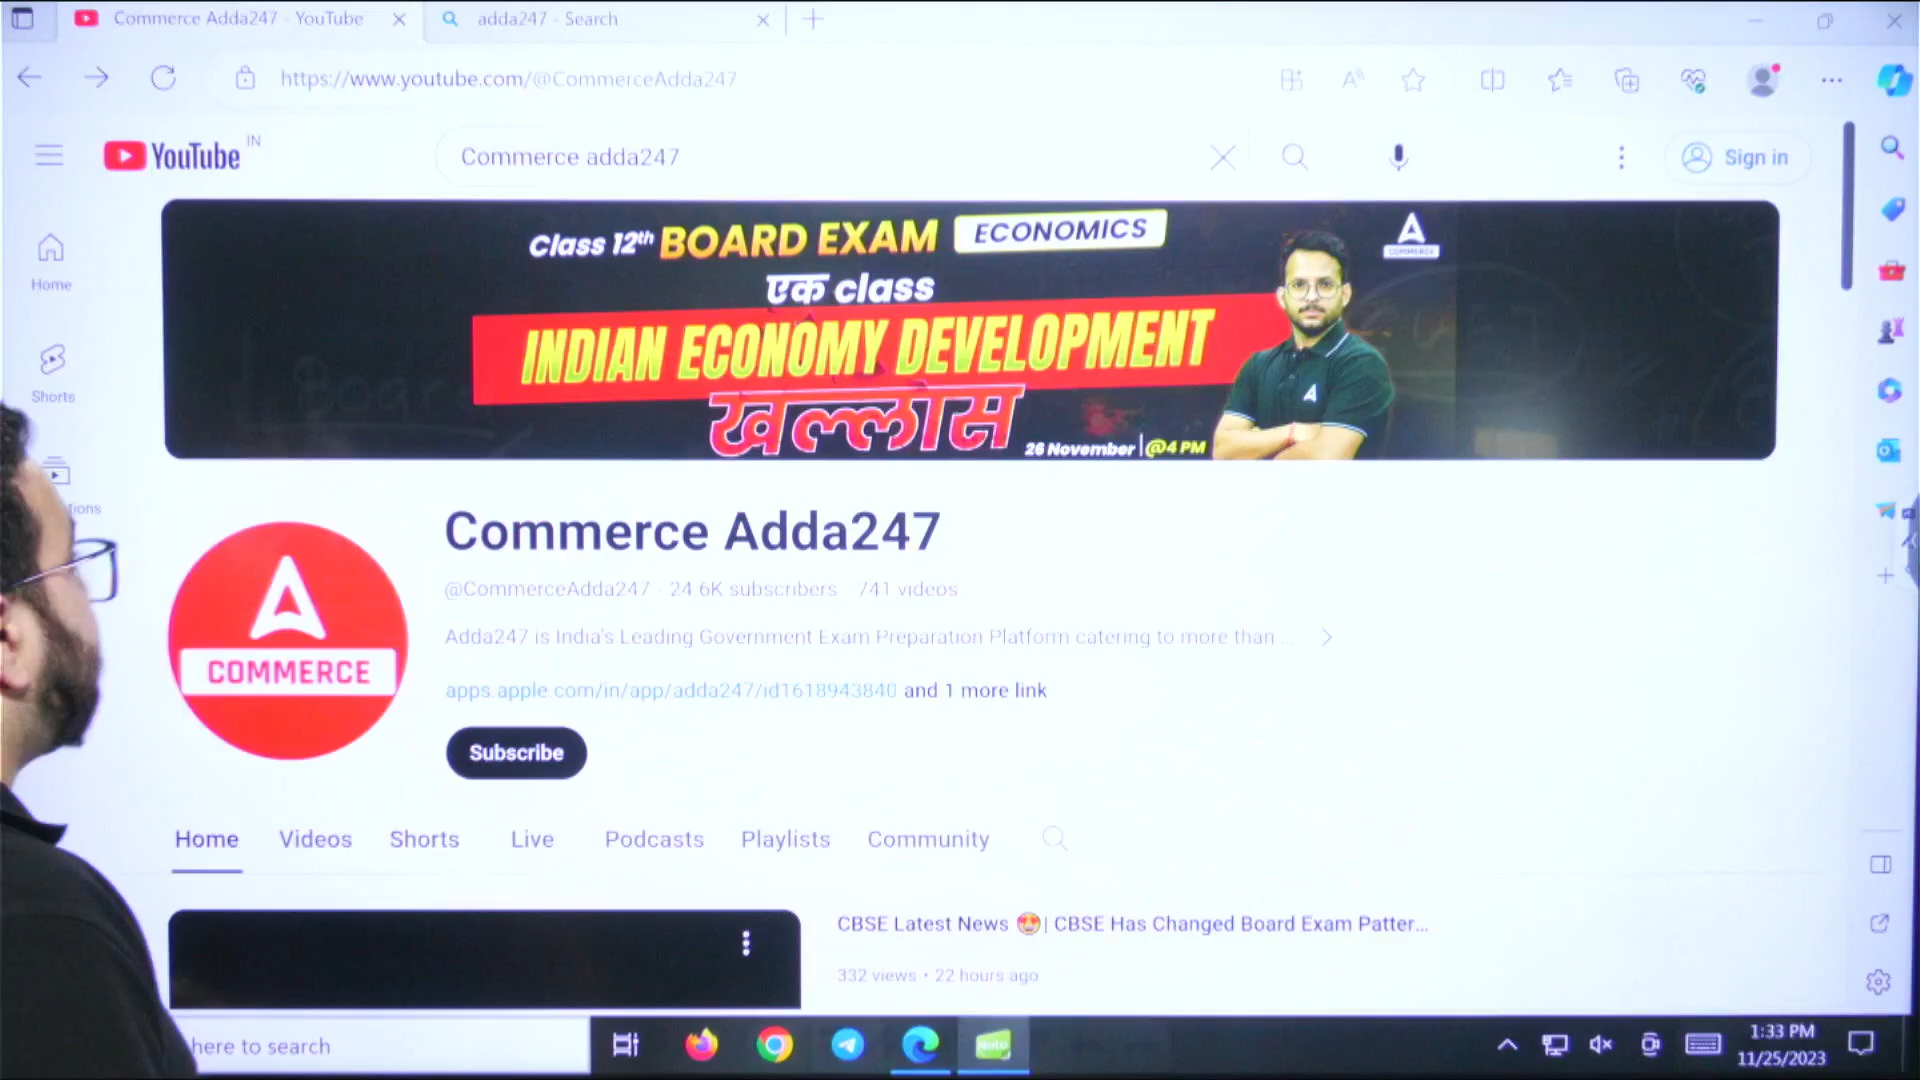 Commerce Adda247 - YouTube
adda247 - Search
https://www.youtube.com/@CommerceAdda247
YouTube IN
Commerce adda247
Sign in
Home
Shorts
tions
Class 12th BOARD EXAM ECONOMICS
एक class
INDIAN ECONOMY DEVELOPMENT
खल्लास
26 November | @4 PM
COMMERCE
Boar
Commerce Adda247
@CommerceAdda247 24.6K subscribers 741 videos
Adda247 is India's Leading Government Exam Preparation Platform catering to more than ...
apps.apple.com/in/app/adda247/id1618943840 and 1 more link
COMMERCE
Subscribe
Home Videos Shorts Live Podcasts Playlists Community
CBSE Latest News 😍| CBSE Has Changed Board Exam Patter...
332 views • 22 hours ago
here to search
1:33 PM
11/25/2023